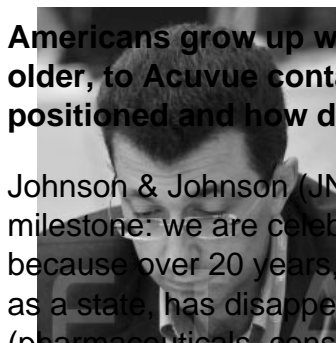 Americans grow up w
older, to Acuvue conta
positioned and how d
Johnson & Johnson (JN
milestone: we are celeb
because over 20 years,
as a state, has disappe
(pharmaceuticals, cons